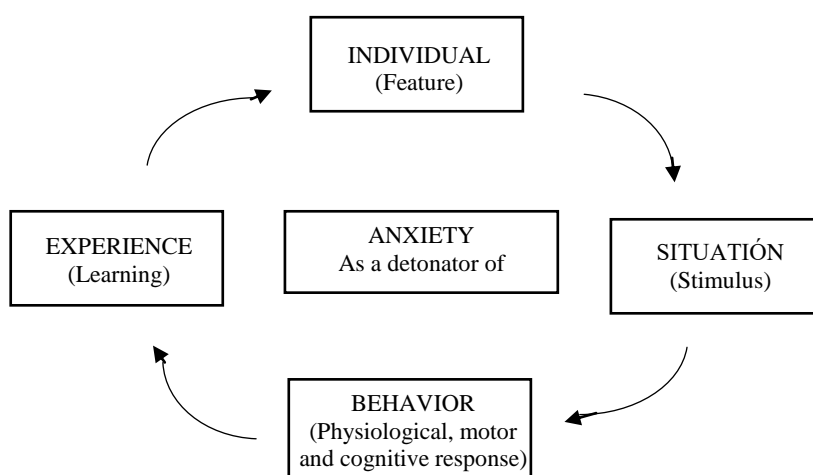 INDIVIDUAL
(Feature)
EXPERIENCE
(Learning)
ANXIETY
As a detonator of
SITUATIÓN
(Stimulus)
BEHAVIOR
(Physiological, motor
and cognitive response)